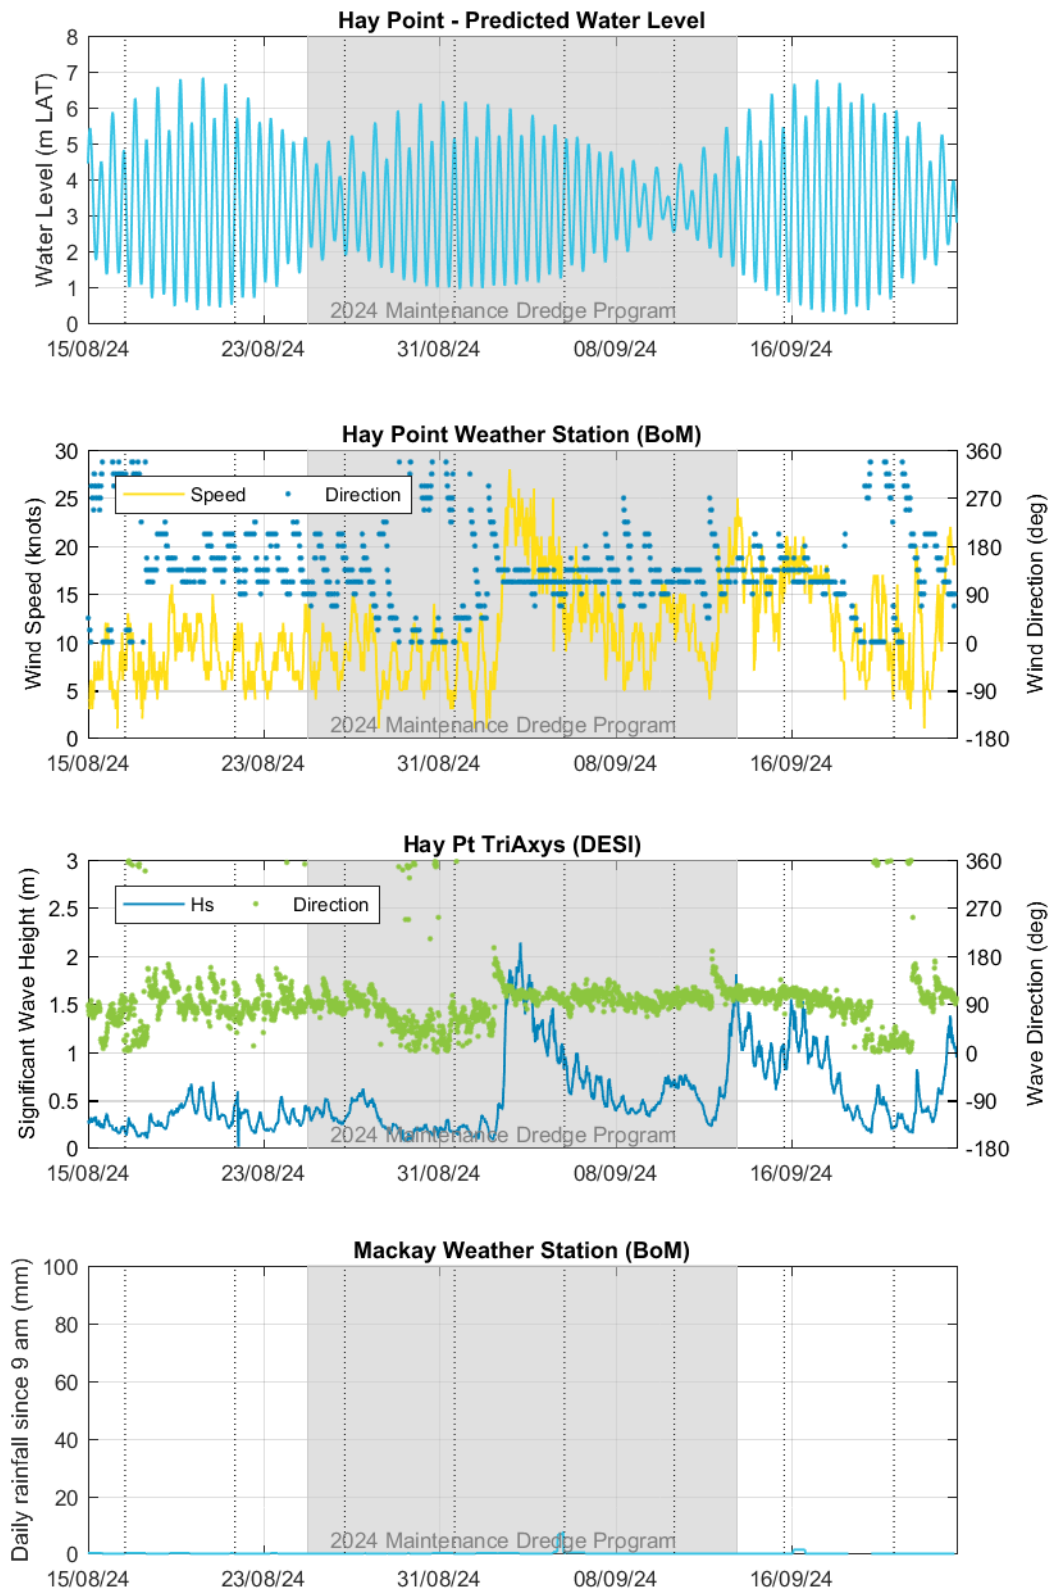 Hay Point - Predicted Water Level
8
7
6
5
4
3
2
1
0
Water Level (m LAT)
2024 Maintenance Dredge Program
15/08/24 23/08/24 31/08/24 08/09/24 16/09/24
Hay Point Weather Station (BoM)
30
25
20
15
10
5
0
Wind Speed (knots)
Speed Direction
360
270
180
90
0
-90
-180
Wind Direction (deg)
2024 Maintenance Dredge Program
15/08/24 23/08/24 31/08/24 08/09/24 16/09/24
Hay Pt TriAxys (DESI)
3
2.5
2
1.5
1
0.5
0
Significant Wave Height (m)
Hs Direction
360
270
180
90
0
-90
-180
Wave Direction (deg)
2024 Maintenance Dredge Program
15/08/24 23/08/24 31/08/24 08/09/24 16/09/24
Mackay Weather Station (BoM)
100
80
60
40
20
0
Daily rainfall since 9 am (mm)
2024 Maintenance Dredge Program
15/08/24 23/08/24 31/08/24 08/09/24 16/09/24